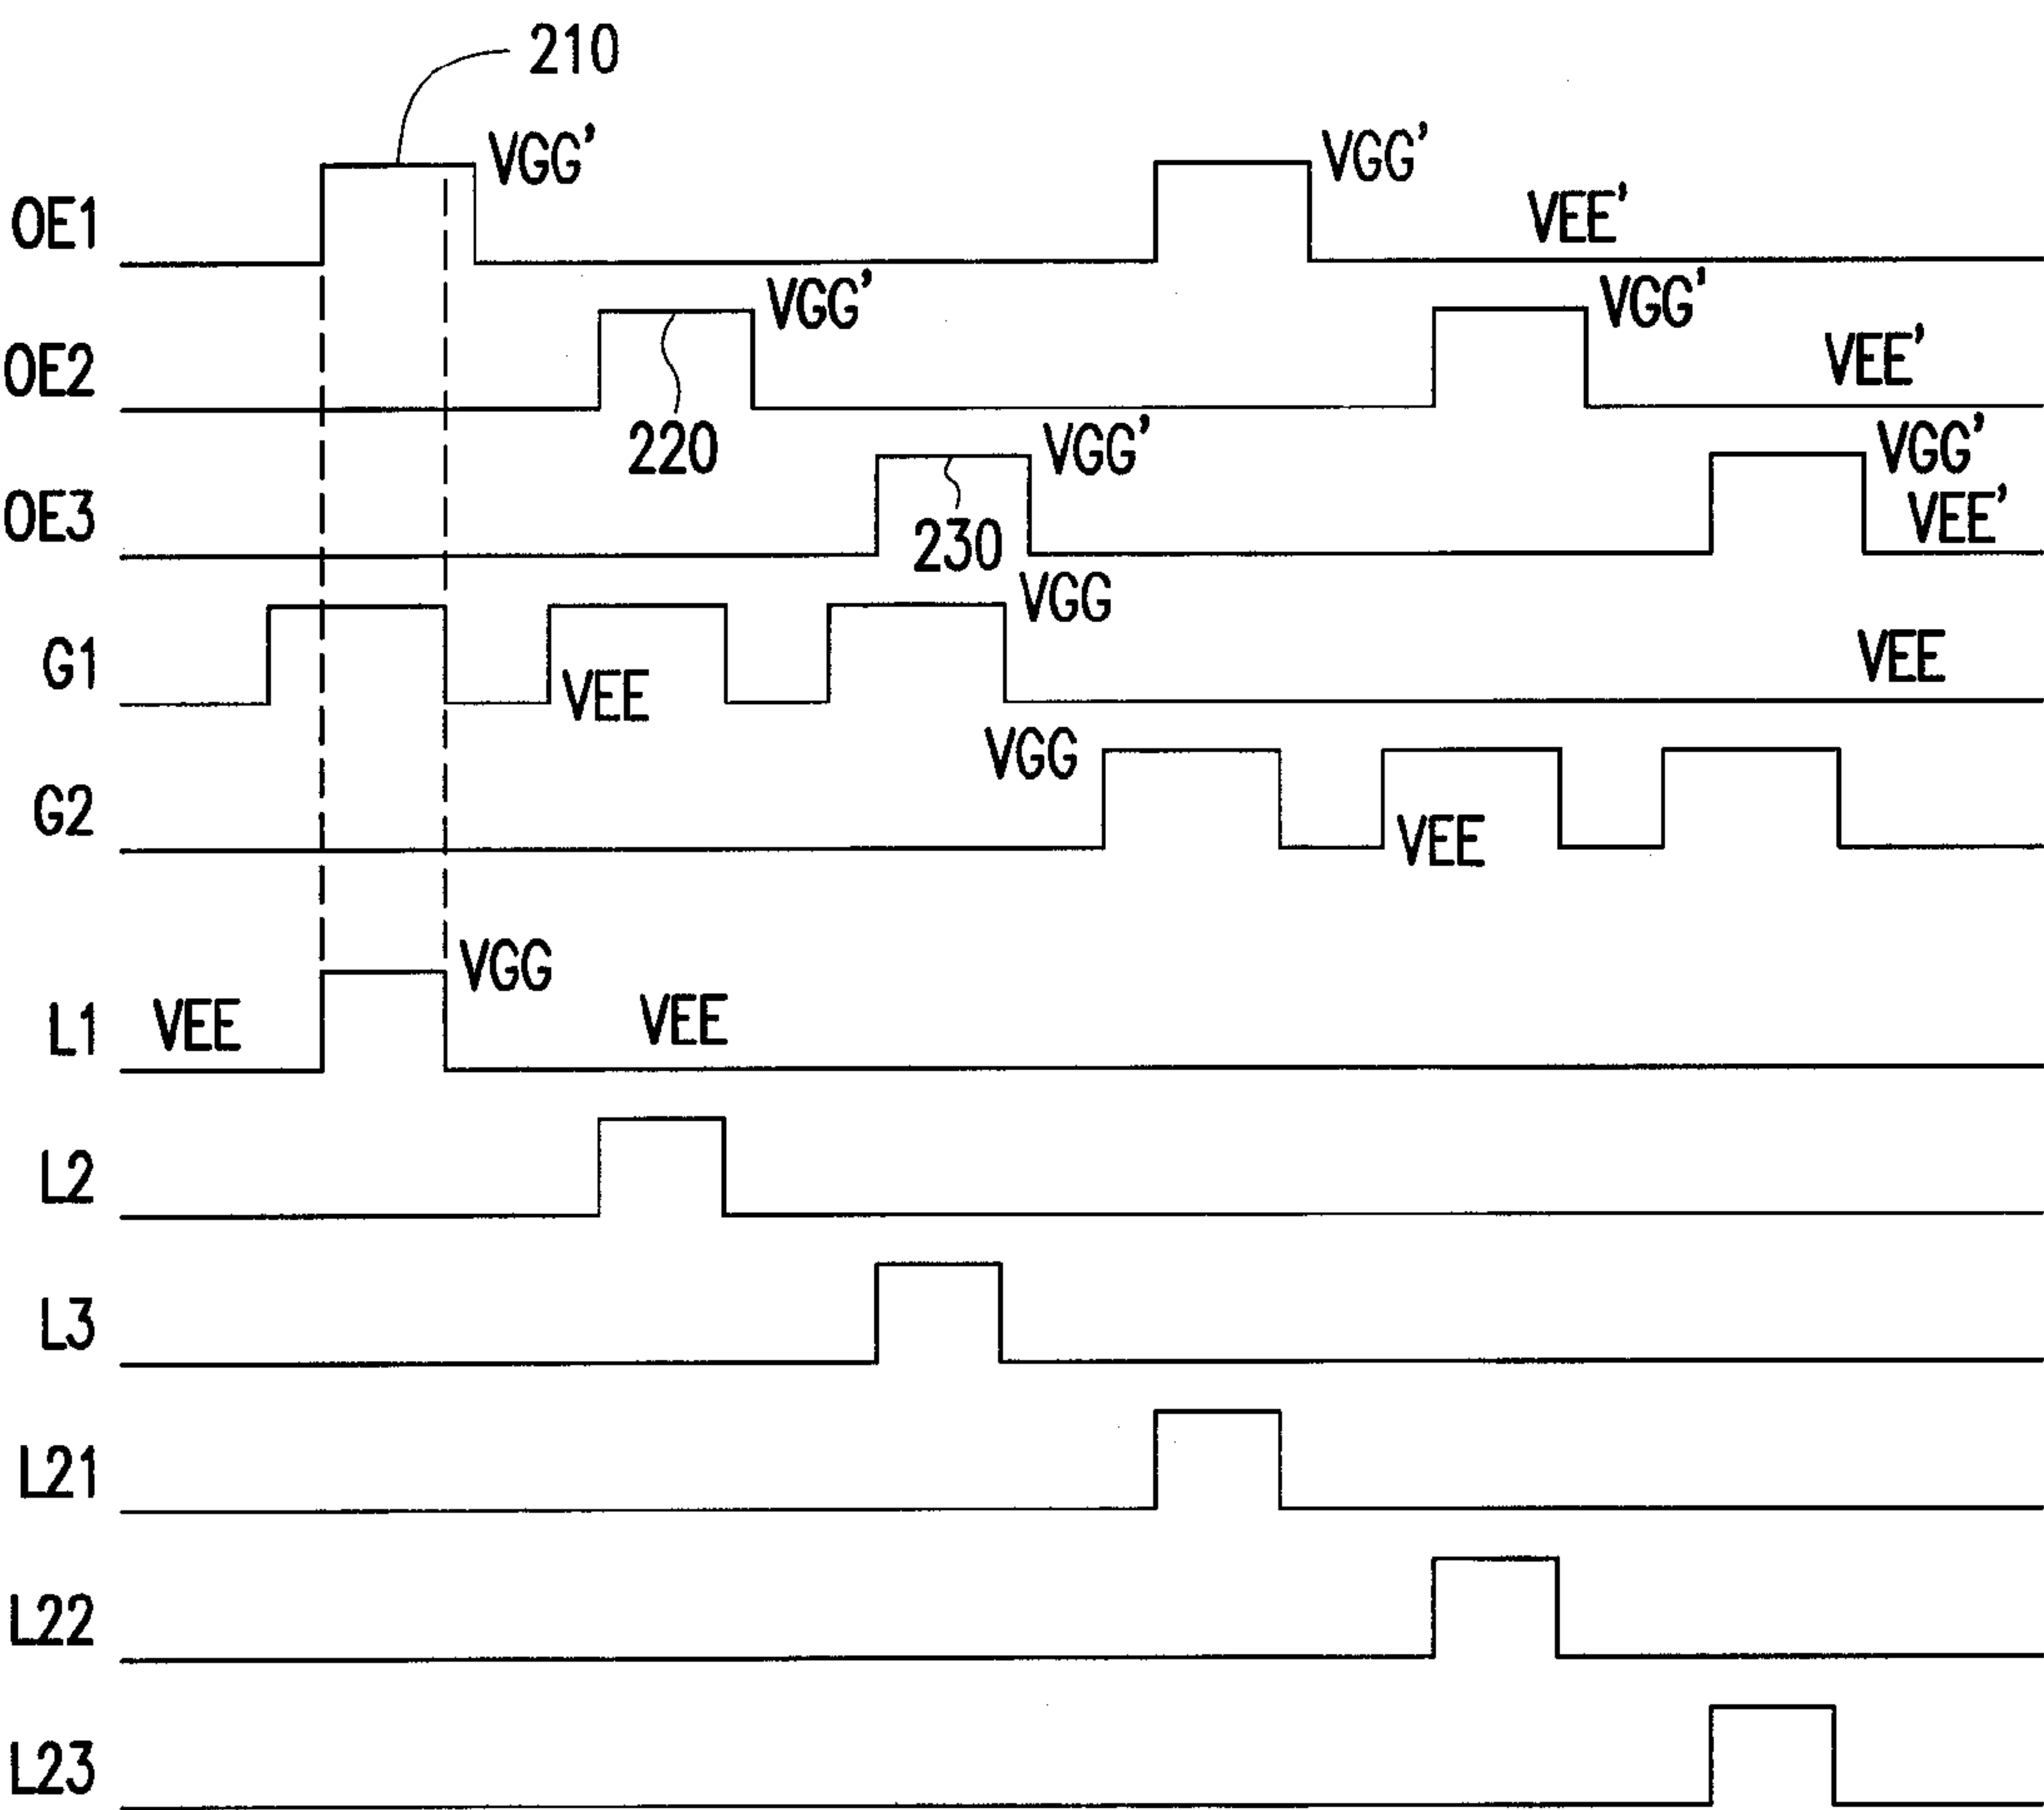 210
OE1 VGG' VGG' VEE'
OE2 VGG' VGG' VEE'
220
OE3 VGG' VGG' VEE'
230
G1 VEE VGG VEE
G2 VGG VEE
L1 VEE VGG VEE
L2
L3
L21
L22
L23